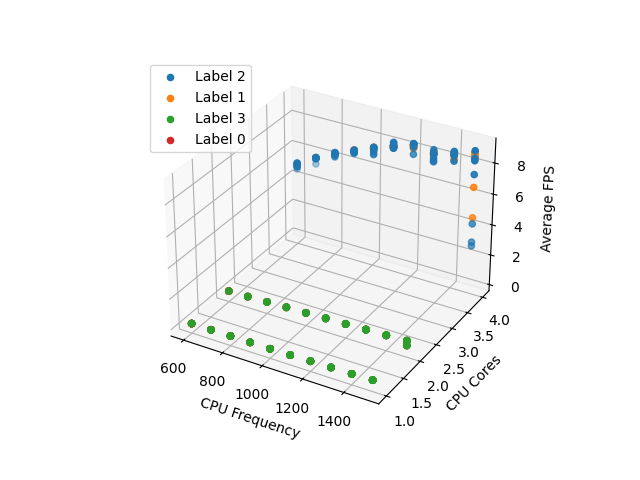 Label 2
Label 1
Label 3
Label 0
8
6
4
2
0
Average FPS
4.0
3.5
3.0
2.5
2.0
1.5
1.0
CPU Cores
600
800
1000
1200
1400
CPU Frequency